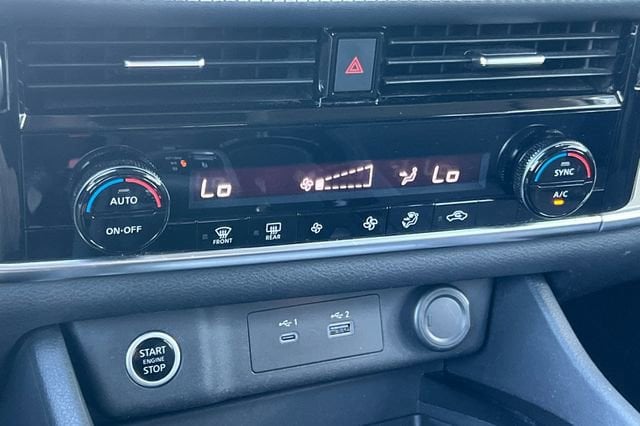 AUTO
ON·OFF
Lo
Lo
SYNC
A/C
FRONT
REAR
1
2
START
ENGINE
STOP